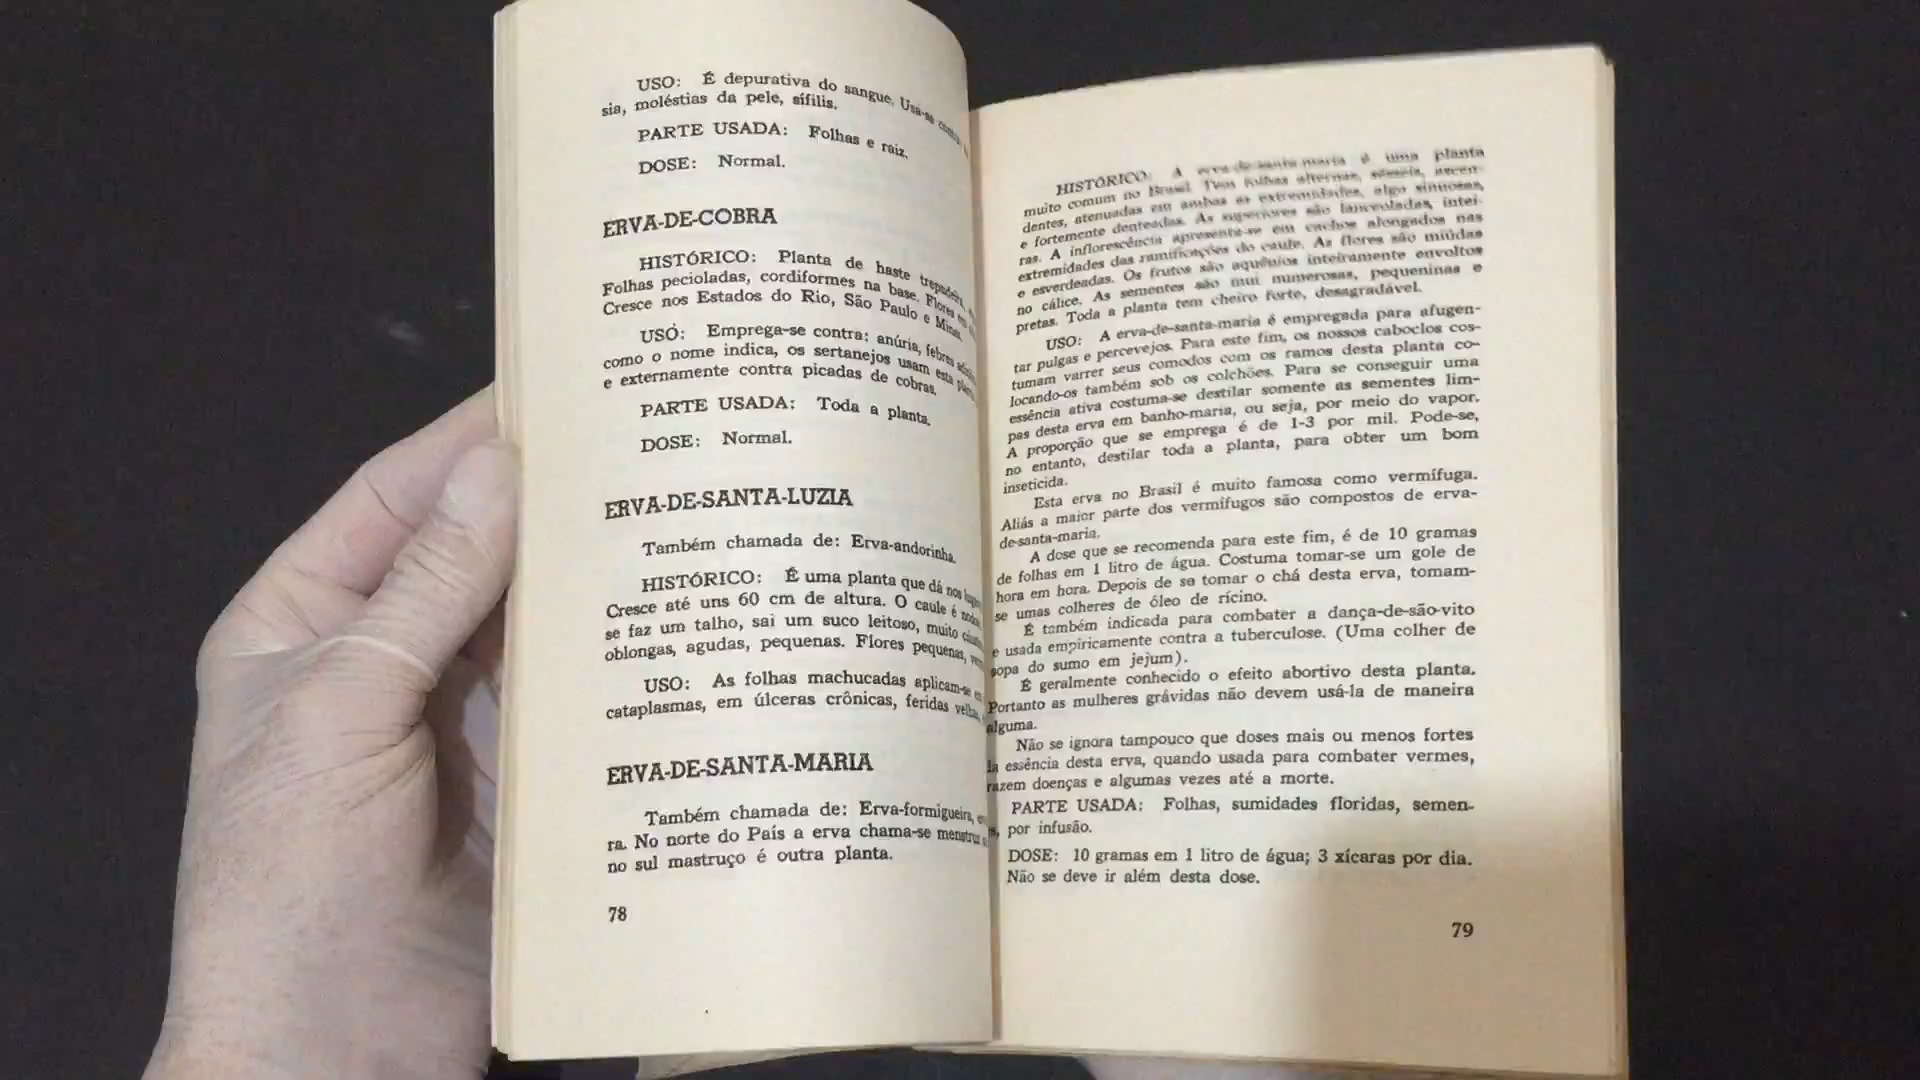 USO: É depurativa do sangue. Usa-se
sia, moléstias da pele, sífilis.
PARTE USADA: Folhas e raiz.
DOSE: Normal.
ERVA-DE-COBRA
HISTÓRICO: Planta de haste trepadeira,
Folhas pecioladas, cordiformes na base. Flores em
Cresce nos Estados do Rio, São Paulo e Minas.
USO: Emprega-se contra: anúria, febres
como o nome indica, os sertanejos usam esta
e externamente contra picadas de cobras.
PARTE USADA: Toda a planta.
DOSE: Normal.
ERVA-DE-SANTA-LUZIA
Também chamada de: Erva-andorinha.
HISTÓRICO: É uma planta que dá nos
Cresce até uns 60 cm de altura. O caule é
se faz um talho, sai um suco leitoso, muito
oblongas, agudas, pequenas. Flores pequenas,
USO: As folhas machucadas aplicam-se
cataplasmas, em úlceras crônicas, feridas velhas,
ERVA-DE-SANTA-MARIA
Também chamada de: Erva-formigueira,
ra. No norte do País a erva chama-se menstruz
no sul mastruço é outra planta.
78
HISTÓRICO: A erva-de-santa-maria é uma planta
muito comum no Brasil. Tem folhas alternas, sésseis, ascen-
dentes, atenuadas em ambas as extremidades, algo sinuosas,
e fortemente denteadas. As superiores são lanceoladas, intei-
ras. A inflorescência apresenta-se em cachos alongados nas
extremidades das ramificações do caule. As flores são miúdas
e esverdeadas. Os frutos são aquênios inteiramente envoltos
no cálice. As sementes são mui numerosas, pequeninas e
pretas. Toda a planta tem cheiro forte, desagradável.
USO: A erva-de-santa-maria é empregada para afugen-
tar pulgas e percevejos. Para este fim, os nossos caboclos cos-
tumam varrer seus comodos com os ramos desta planta co-
locando-os também sob os colchões. Para se conseguir uma
essência ativa costuma-se destilar somente as sementes lim-
pas desta erva em banho-maria, ou seja, por meio do vapor.
A proporção que se emprega é de 1-3 por mil. Pode-se,
no entanto, destilar toda a planta, para obter um bom
inseticida.
Esta erva no Brasil é muito famosa como vermífuga.
Aliás a maior parte dos vermífugos são compostos de erva-
de-santa-maria.
A dose que se recomenda para este fim, é de 10 gramas
de folhas em 1 litro de água. Costuma tomar-se um gole de
hora em hora. Depois de se tomar o chá desta erva, tomam-
se umas colheres de óleo de rícino.
É também indicada para combater a dança-de-são-vito
e usada empìricamente contra a tuberculose. (Uma colher de
sopa do sumo em jejum).
É geralmente conhecido o efeito abortivo desta planta.
Portanto as mulheres grávidas não devem usá-la de maneira
alguma.
Não se ignora tampouco que doses mais ou menos fortes
da essência desta erva, quando usada para combater vermes,
razem doenças e algumas vezes até a morte.
PARTE USADA: Folhas, sumidades floridas, semen-
por infusão.
DOSE: 10 gramas em 1 litro de água; 3 xícaras por dia.
Não se deve ir além desta dose.
79